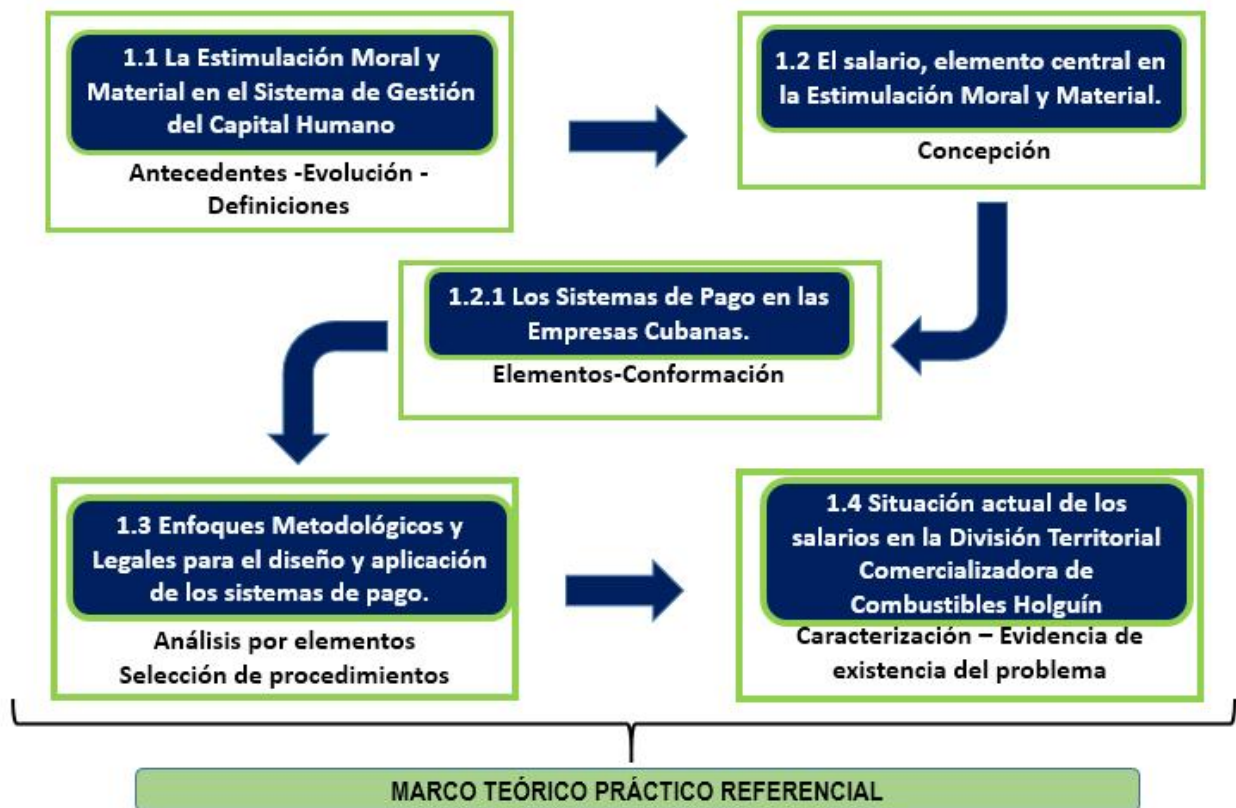 1.1 La Estimulación Moral y
Material en el Sistema de Gestión
del Capital Humano
Antecedentes -Evolución -
Definiciones
1.2 El salario, elemento central en
la Estimulación Moral y Material.
Concepción
1.2.1 Los Sistemas de Pago en las
Empresas Cubanas.
Elementos-Conformación
1.3 Enfoques Metodológicos y
Legales para el diseño y aplicación
de los sistemas de pago.
Análisis por elementos
Selección de procedimientos
1.4 Situación actual de los
salarios en la División Territorial
Comercializadora de
Combustibles Holguín
Caracterización – Evidencia de
existencia del problema
MARCO TEÓRICO PRÁCTICO REFERENCIAL